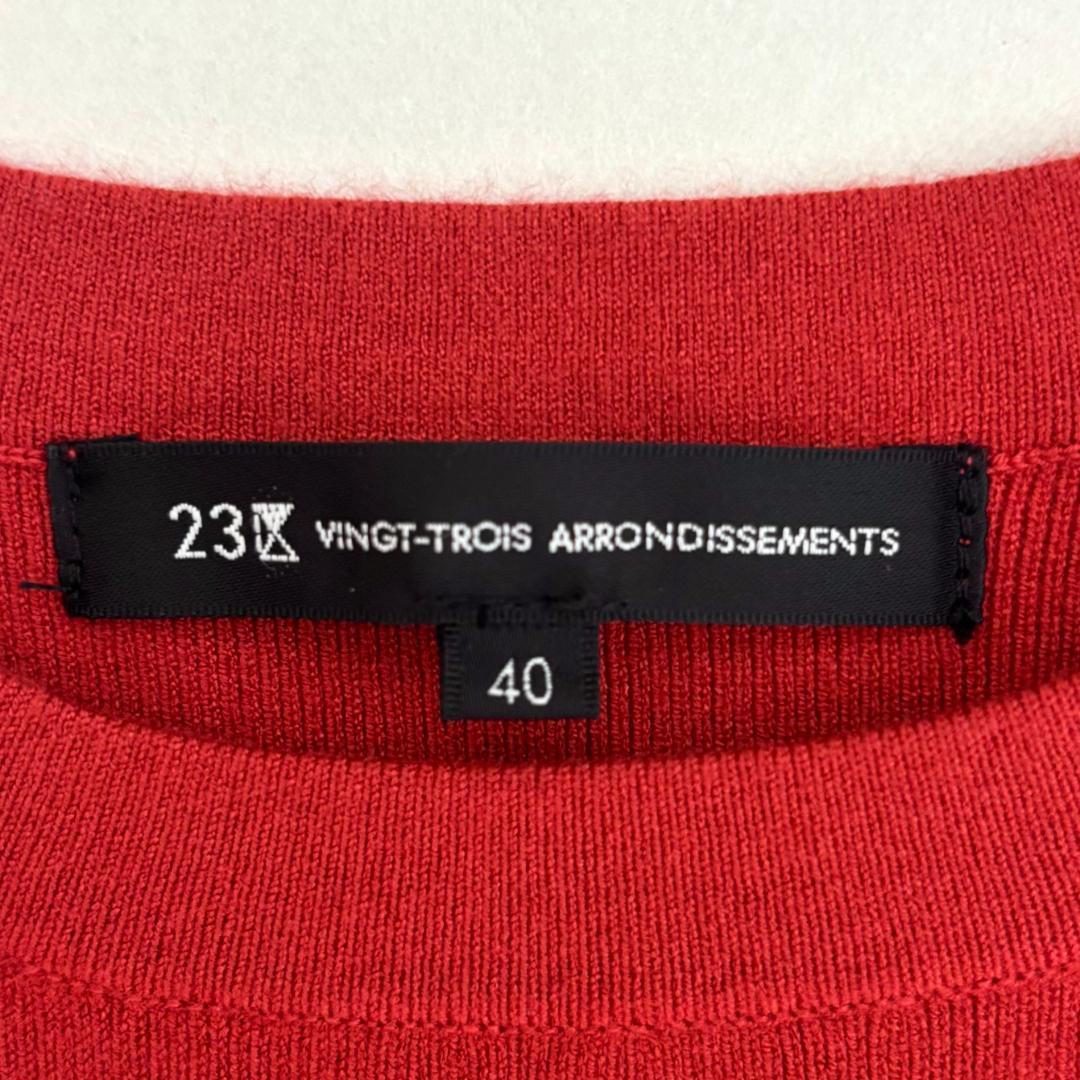 23区 VINGT-TROIS ARRONDISSEMENTS
40